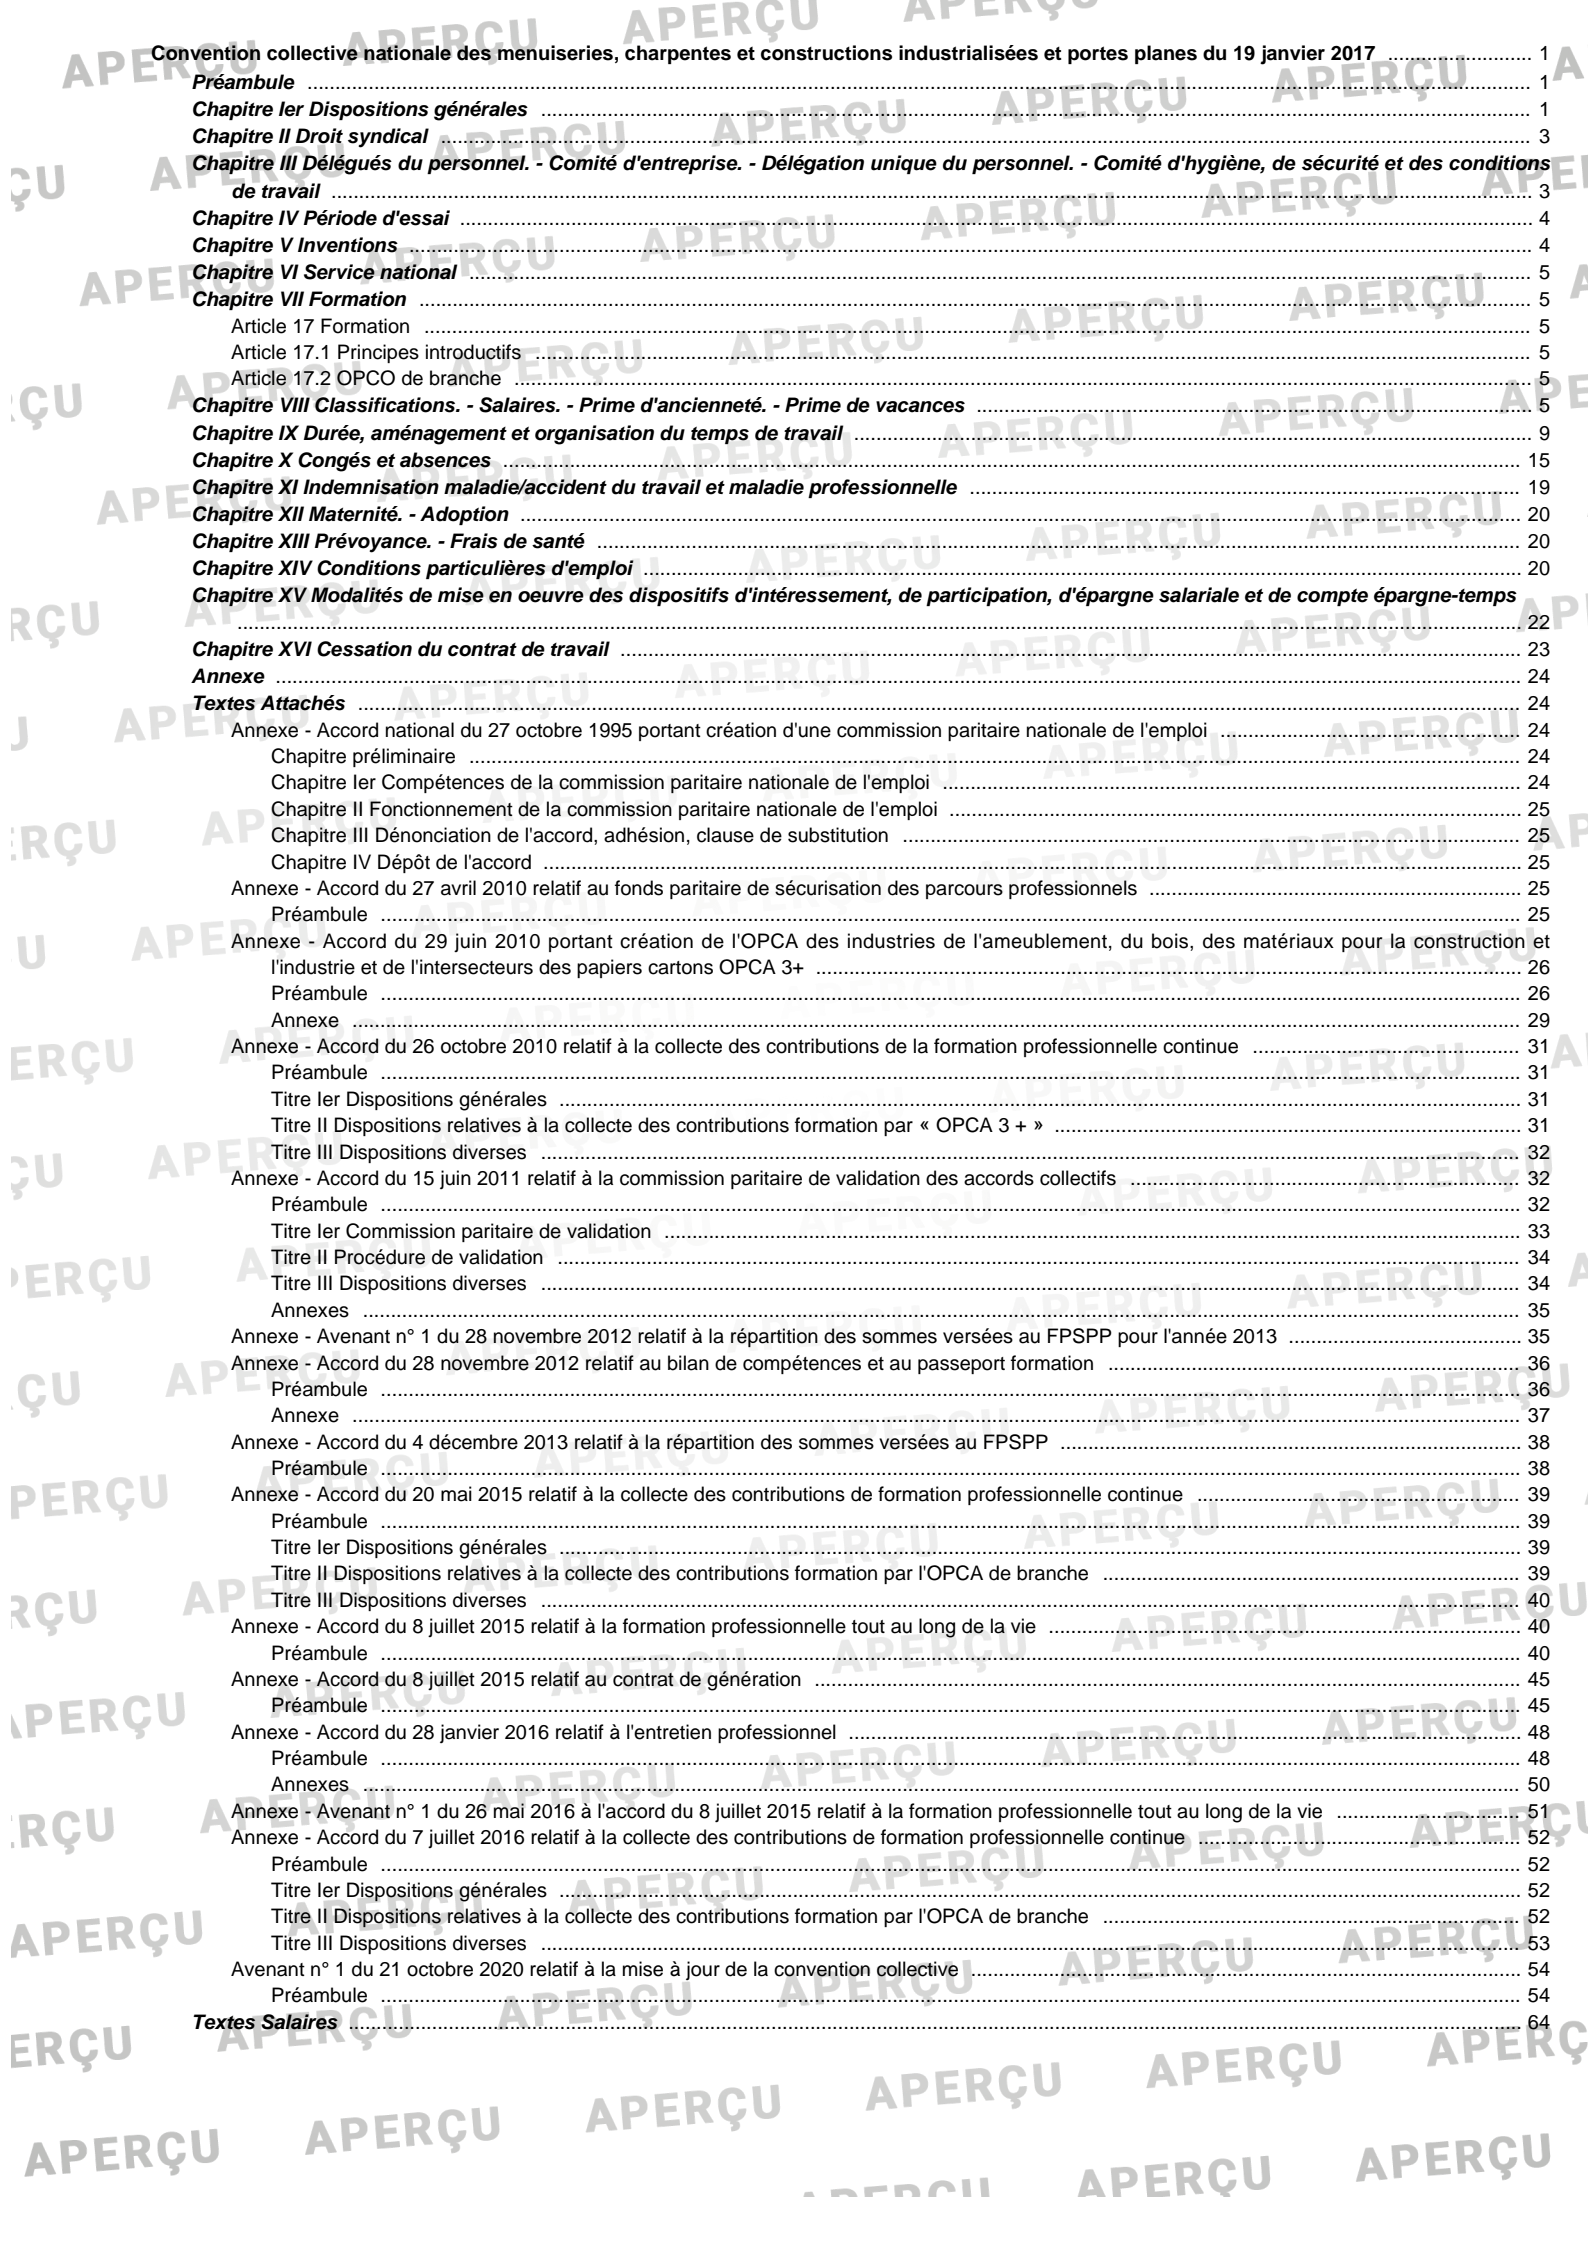 Convention collective nationale des menuiseries, charpentes et constructions industrialisées et portes planes du 19 janvier 2017 ... 1
Préambule ... 1
Chapitre Ier Dispositions générales ... 1
Chapitre II Droit syndical ... 3
Chapitre III Délégués du personnel. - Comité d'entreprise. - Délégation unique du personnel. - Comité d'hygiène, de sécurité et des conditions
de travail ... 3
Chapitre IV Période d'essai ... 4
Chapitre V Inventions ... 4
Chapitre VI Service national ... 5
Chapitre VII Formation ... 5
Article 17 Formation ... 5
Article 17.1 Principes introductifs ... 5
Article 17.2 OPCO de branche ... 5
Chapitre VIII Classifications. - Salaires. - Prime d'ancienneté. - Prime de vacances ... 5
Chapitre IX Durée, aménagement et organisation du temps de travail ... 9
Chapitre X Congés et absences ... 15
Chapitre XI Indemnisation maladie/accident du travail et maladie professionnelle ... 19
Chapitre XII Maternité. - Adoption ... 20
Chapitre XIII Prévoyance. - Frais de santé ... 20
Chapitre XIV Conditions particulières d'emploi ... 20
Chapitre XV Modalités de mise en oeuvre des dispositifs d'intéressement, de participation, d'épargne salariale et de compte épargne-temps
... 22
Chapitre XVI Cessation du contrat de travail ... 23
Annexe ... 24
Textes Attachés ... 24
Annexe - Accord national du 27 octobre 1995 portant création d'une commission paritaire nationale de l'emploi ... 24
Chapitre préliminaire ... 24
Chapitre Ier Compétences de la commission paritaire nationale de l'emploi ... 24
Chapitre II Fonctionnement de la commission paritaire nationale de l'emploi ... 25
Chapitre III Dénonciation de l'accord, adhésion, clause de substitution ... 25
Chapitre IV Dépôt de l'accord ... 25
Annexe - Accord du 27 avril 2010 relatif au fonds paritaire de sécurisation des parcours professionnels ... 25
Préambule ... 25
Annexe - Accord du 29 juin 2010 portant création de l'OPCA des industries de l'ameublement, du bois, des matériaux pour la construction et
l'industrie et de l'intersecteurs des papiers cartons OPCA 3+ ... 26
Préambule ... 26
Annexe ... 29
Annexe - Accord du 26 octobre 2010 relatif à la collecte des contributions de la formation professionnelle continue ... 31
Préambule ... 31
Titre Ier Dispositions générales ... 31
Titre II Dispositions relatives à la collecte des contributions formation par « OPCA 3 + » ... 31
Titre III Dispositions diverses ... 32
Annexe - Accord du 15 juin 2011 relatif à la commission paritaire de validation des accords collectifs ... 32
Préambule ... 32
Titre Ier Commission paritaire de validation ... 33
Titre II Procédure de validation ... 34
Titre III Dispositions diverses ... 34
Annexes ... 35
Annexe - Avenant n° 1 du 28 novembre 2012 relatif à la répartition des sommes versées au FPSPP pour l'année 2013 ... 35
Annexe - Accord du 28 novembre 2012 relatif au bilan de compétences et au passeport formation ... 36
Préambule ... 36
Annexe ... 37
Annexe - Accord du 4 décembre 2013 relatif à la répartition des sommes versées au FPSPP ... 38
Préambule ... 38
Annexe - Accord du 20 mai 2015 relatif à la collecte des contributions de formation professionnelle continue ... 39
Préambule ... 39
Titre Ier Dispositions générales ... 39
Titre II Dispositions relatives à la collecte des contributions formation par l'OPCA de branche ... 39
Titre III Dispositions diverses ... 40
Annexe - Accord du 8 juillet 2015 relatif à la formation professionnelle tout au long de la vie ... 40
Préambule ... 40
Annexe - Accord du 8 juillet 2015 relatif au contrat de génération ... 45
Préambule ... 45
Annexe - Accord du 28 janvier 2016 relatif à l'entretien professionnel ... 48
Préambule ... 48
Annexes ... 50
Annexe - Avenant n° 1 du 26 mai 2016 à l'accord du 8 juillet 2015 relatif à la formation professionnelle tout au long de la vie ... 51
Annexe - Accord du 7 juillet 2016 relatif à la collecte des contributions de formation professionnelle continue ... 52
Préambule ... 52
Titre Ier Dispositions générales ... 52
Titre II Dispositions relatives à la collecte des contributions formation par l'OPCA de branche ... 52
Titre III Dispositions diverses ... 53
Avenant n° 1 du 21 octobre 2020 relatif à la mise à jour de la convention collective ... 54
Préambule ... 54
Textes Salaires ... 64
APERÇU